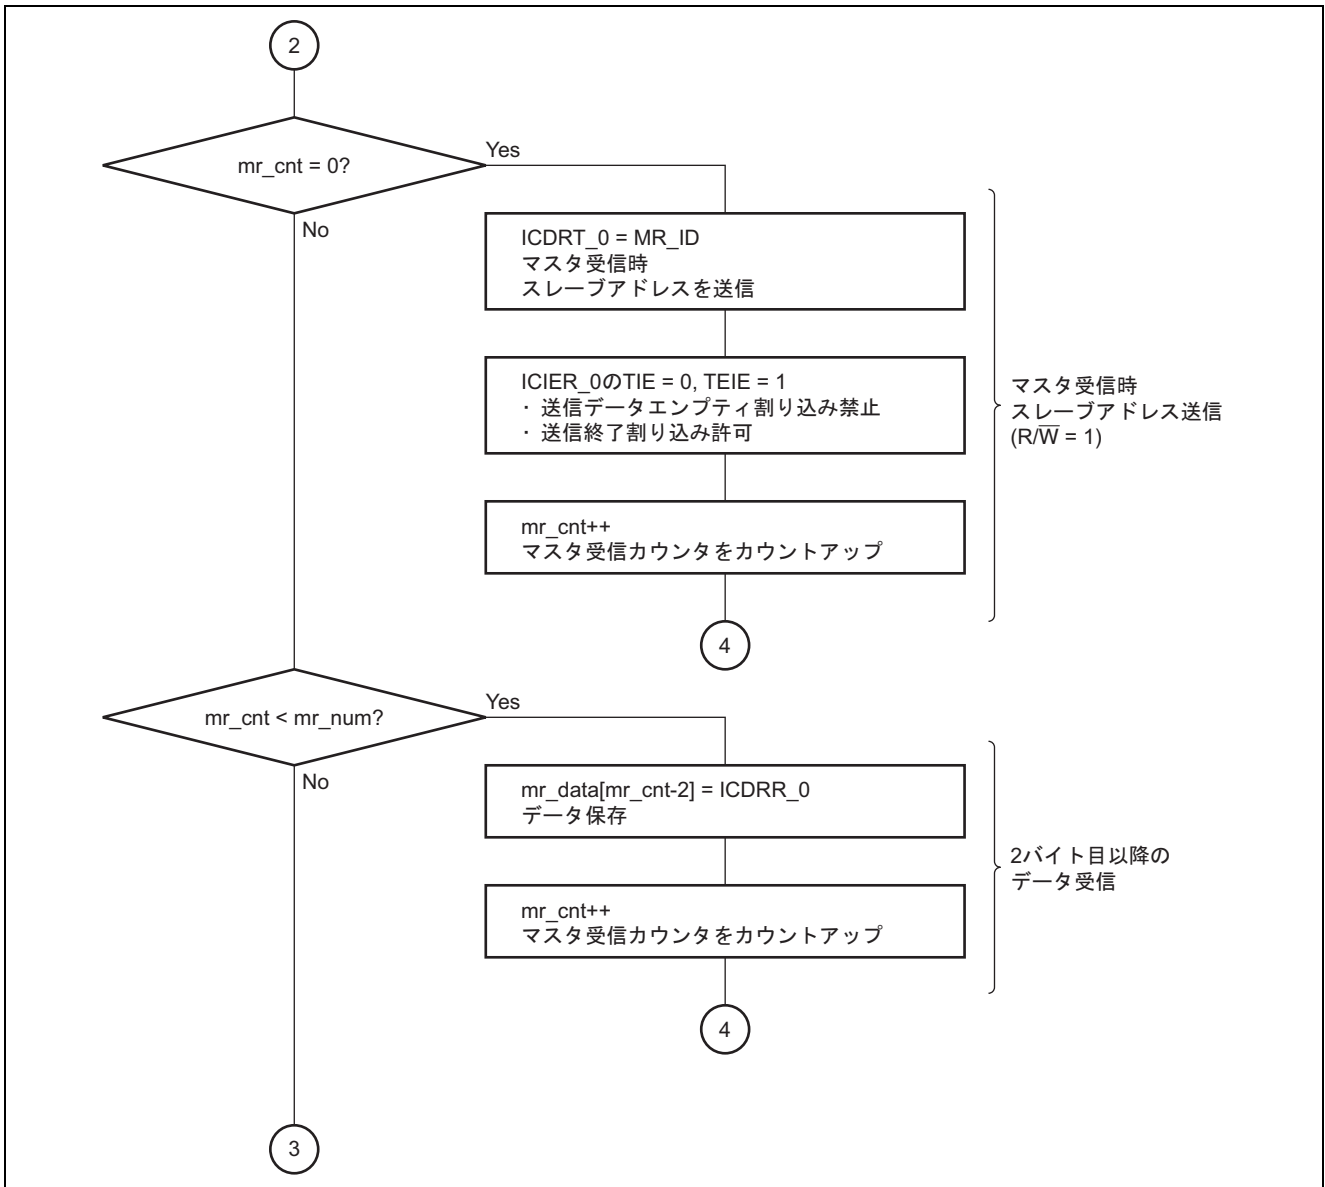 2
mr_cnt = 0?
Yes
No
ICDRT_0 = MR_ID
マスタ受信時
スレーブアドレスを送信
ICIER_0のTIE = 0, TEIE = 1
・ 送信データエンプティ割り込み禁止
・ 送信終了割り込み許可
マスタ受信時
スレーブアドレス送信
(R/W̅ = 1)
mr_cnt++
マスタ受信カウンタをカウントアップ
4
mr_cnt < mr_num?
Yes
No
mr_data[mr_cnt-2] = ICDRR_0
データ保存
2バイト目以降の
データ受信
mr_cnt++
マスタ受信カウンタをカウントアップ
4
3